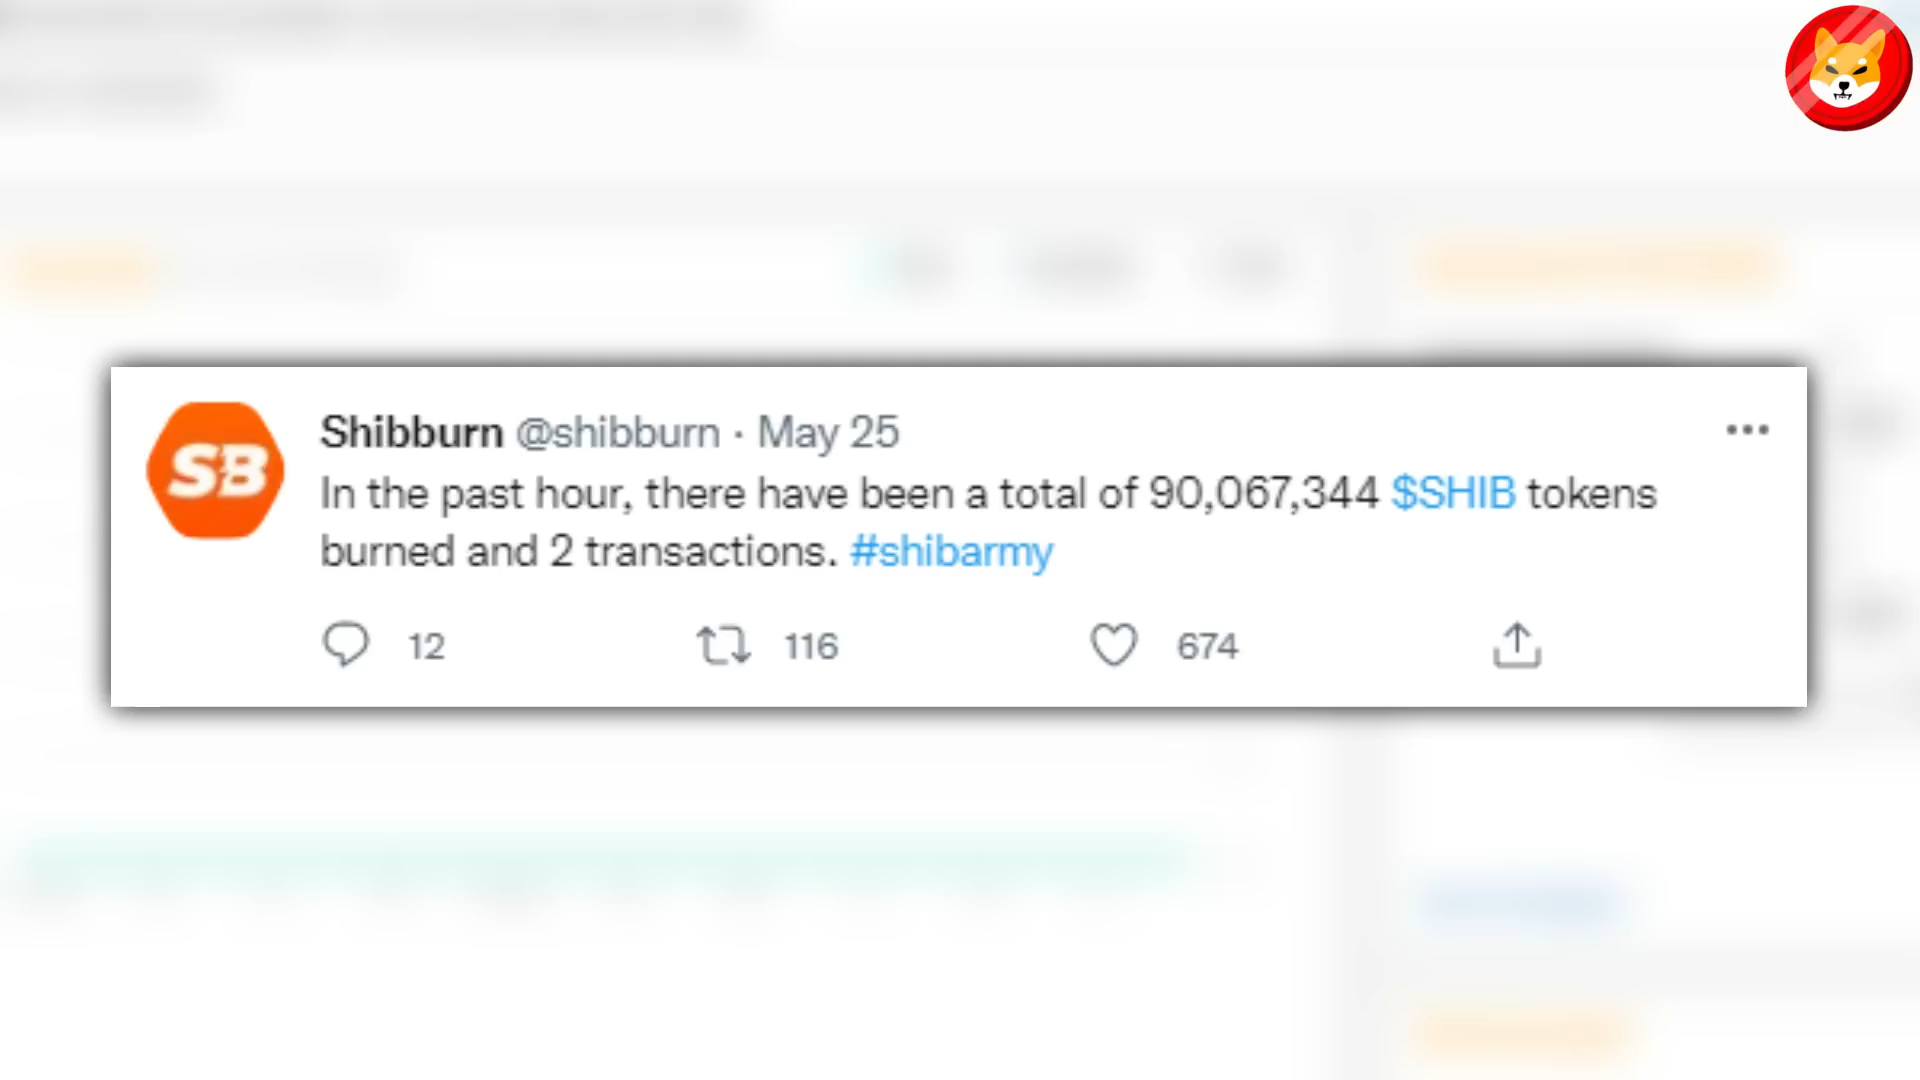 SB
Shibburn @shibburn · May 25
In the past hour, there have been a total of 90,067,344 $SHIB tokens
burned and 2 transactions. #shibarmy
12 116 674